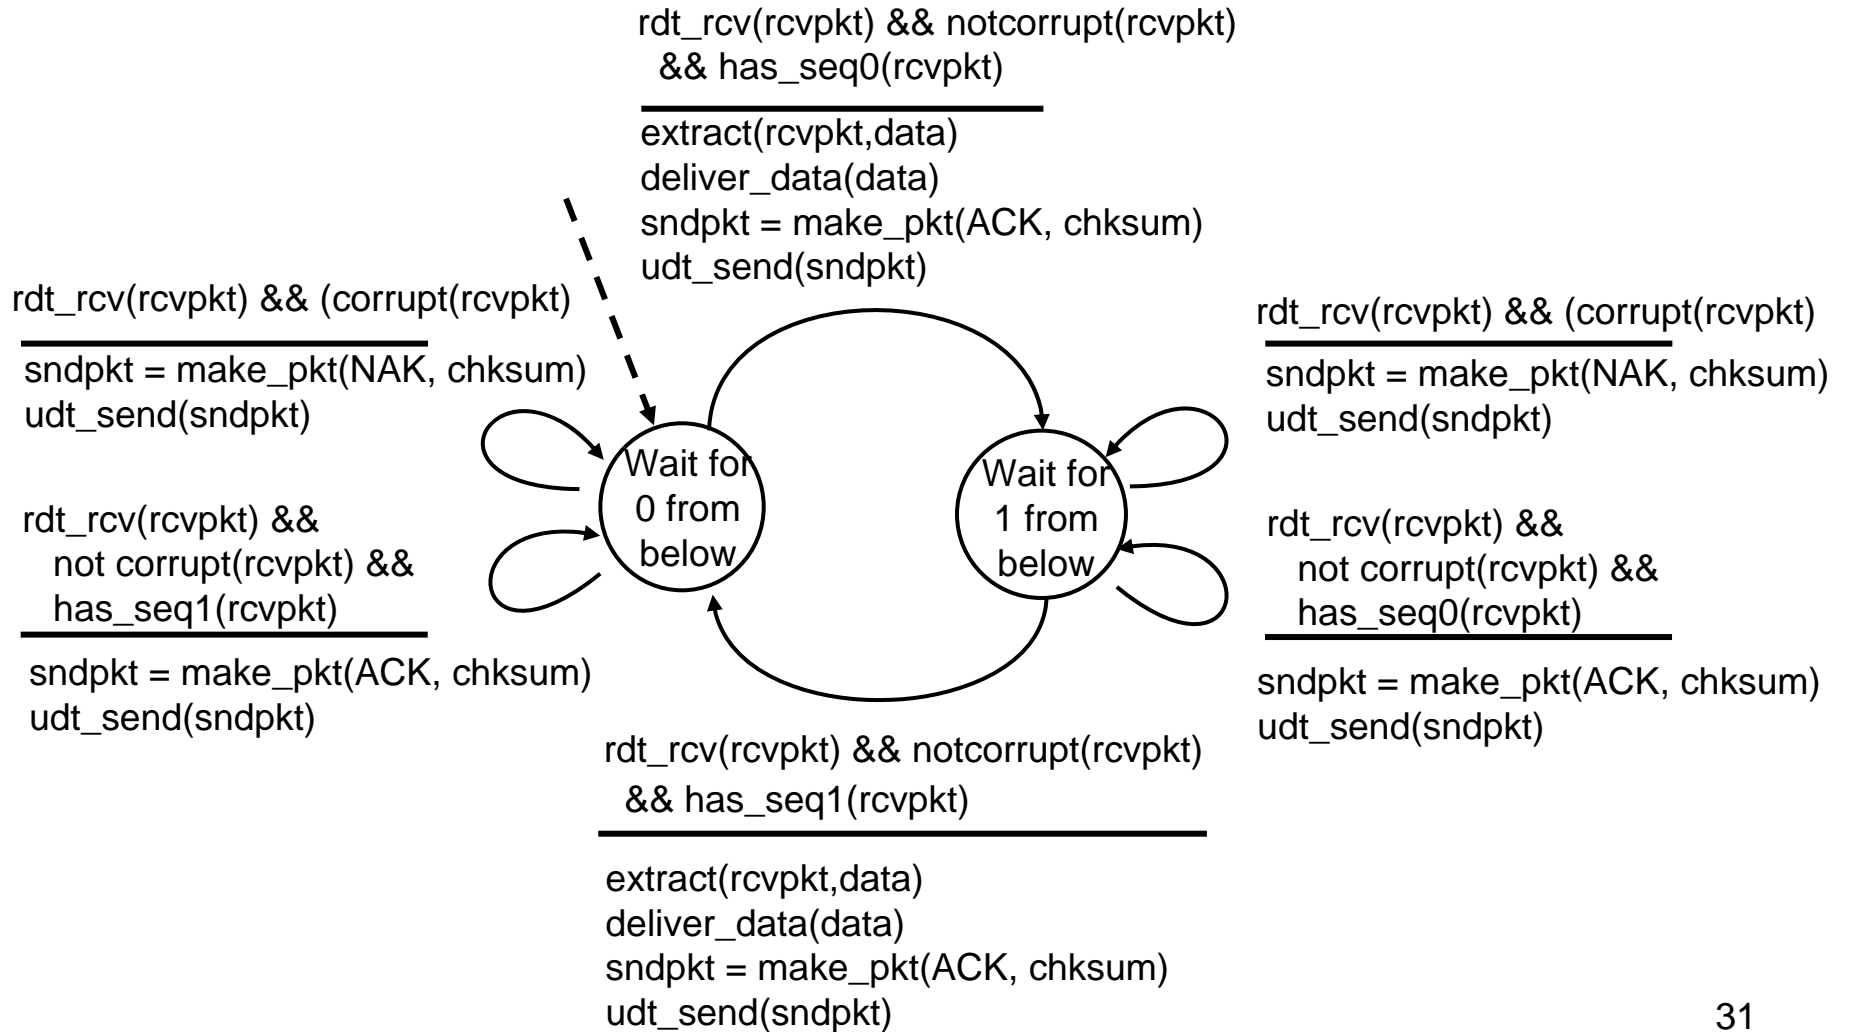 rdt_rcv(rcvpkt) && notcorrupt(rcvpkt)
&& has_seq0(rcvpkt)
extract(rcvpkt,data)
deliver_data(data)
sndpkt = make_pkt(ACK, chksum)
udt_send(sndpkt)
rdt_rcv(rcvpkt) && (corrupt(rcvpkt)
sndpkt = make_pkt(NAK, chksum)
udt_send(sndpkt)
rdt_rcv(rcvpkt) &&
not corrupt(rcvpkt) &&
has_seq1(rcvpkt)
sndpkt = make_pkt(ACK, chksum)
udt_send(sndpkt)
Wait for
0 from
below
Wait for
1 from
below
rdt_rcv(rcvpkt) && (corrupt(rcvpkt)
sndpkt = make_pkt(NAK, chksum)
udt_send(sndpkt)
rdt_rcv(rcvpkt) &&
not corrupt(rcvpkt) &&
has_seq0(rcvpkt)
sndpkt = make_pkt(ACK, chksum)
udt_send(sndpkt)
rdt_rcv(rcvpkt) && notcorrupt(rcvpkt)
&& has_seq1(rcvpkt)
extract(rcvpkt,data)
deliver_data(data)
sndpkt = make_pkt(ACK, chksum)
udt_send(sndpkt)
31